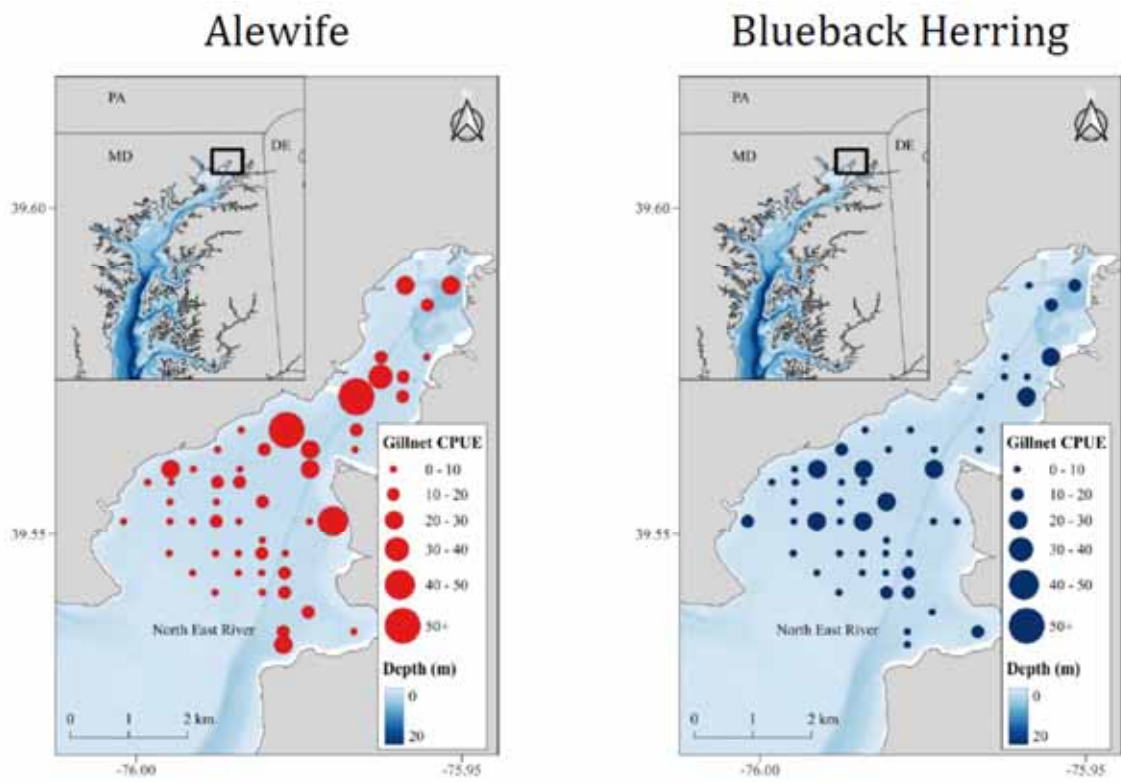 Alewife
PA
MD
DE
39.60
39.55
Gillnet CPUE
0 - 10
10 - 20
20 - 30
30 - 40
40 - 50
50+
North East River
Depth (m)
0
20
0 1 2 km
-76.00 -75.95
Blueback Herring
PA
MD
DE
39.60
39.55
Gillnet CPUE
0 - 10
10 - 20
20 - 30
30 - 40
40 - 50
50+
North East River
Depth (m)
0
20
0 1 2 km
-76.00 -75.95